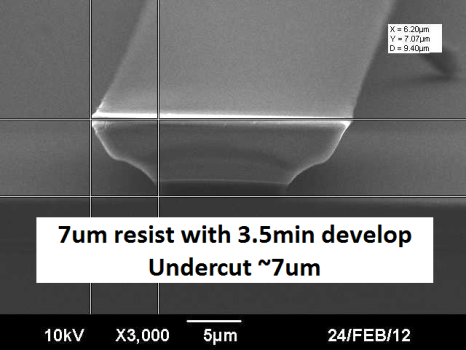 X = 6.20µm
Y = 7.07µm
D = 9.40µm
7um resist with 3.5min develop
Undercut ~7um
10kV X3,000 5µm 24/FEB/12